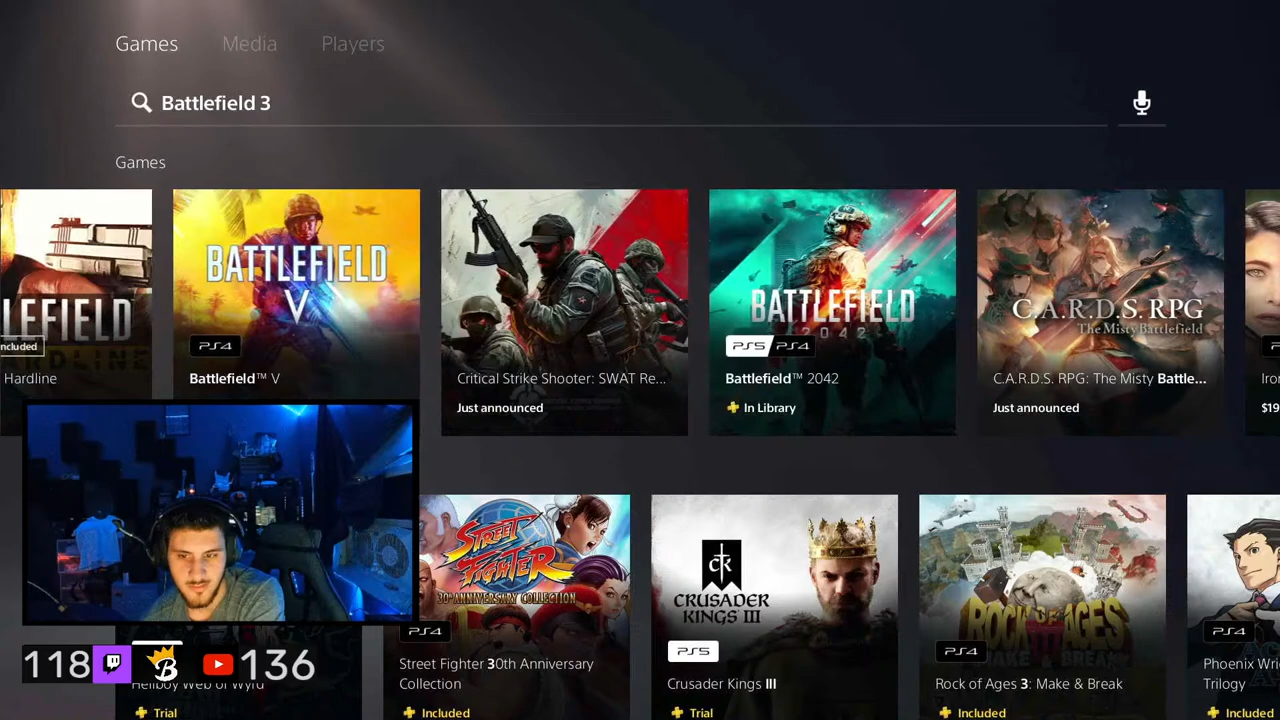 Games Media Players
Battlefield 3
Games
LEFIELD
HARDLINE
ncluded
Hardline
BATTLEFIELD
V
PS4
Battlefield™ V
Critical Strike Shooter: SWAT Re...
Just announced
BATTLEFIELD
2042
PS5 PS4
Battlefield™ 2042
In Library
C.A.R.D.S. RPG
The Misty Battlefield
C.A.R.D.S. RPG: The Misty Battle...
Just announced
Iron
$19
Hellboy Web of Wyrd
Trial
STREET FIGHTER
30TH ANNIVERSARY COLLECTION
PS4
Street Fighter 30th Anniversary
Collection
Included
CK
CRUSADER
KINGS III
PS5
Crusader Kings III
Trial
ROCK OF AGES
III
MAKE & BREAK
PS4
Rock of Ages 3: Make & Break
Included
PS4
Phoenix Wri
Trilogy
Included
118 B 136